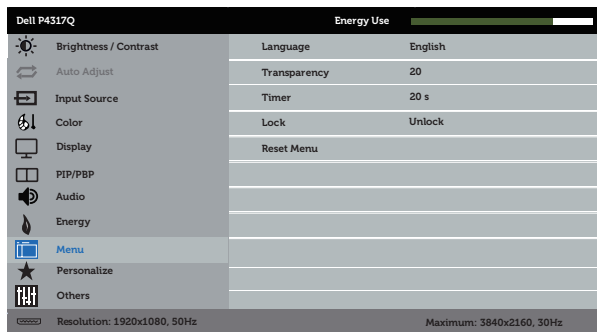 Dell P4317Q Energy Use
Brightness / Contrast Language English
Auto Adjust Transparency 20
Input Source Timer 20 s
Color Lock Unlock
Display Reset Menu
PIP/PBP
Audio
Energy
Menu
Personalize
Others
Resolution: 1920x1080, 50Hz Maximum: 3840x2160, 30Hz